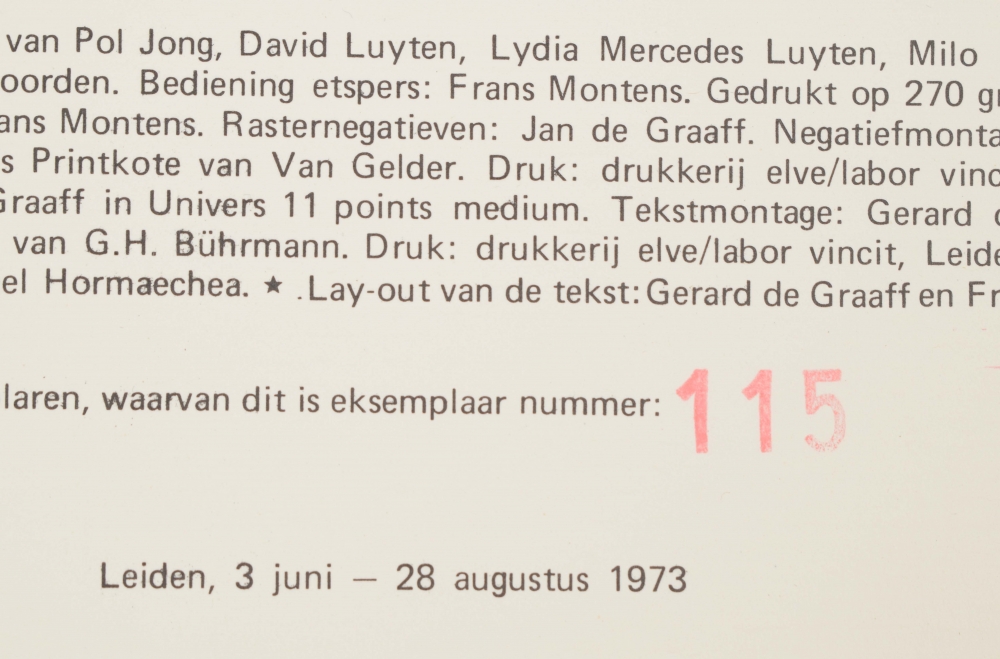 van Pol Jong, David Luyten, Lydia Mercedes Luyten, Milo
oorden. Bediening etspers: Frans Montens. Gedrukt op 270 gr
ans Montens. Rasternegatieven: Jan de Graaff. Negatiefmonta
s Printkote van Van Gelder. Druk: drukkerij elve/labor vinc
Graaff in Univers 11 points medium. Tekstmontage: Gerard d
van G.H. Bührmann. Druk: drukkerij elve/labor vincit, Leide
el Hormaechea. ★ .Lay-out van de tekst: Gerard de Graaff en Fr
laren, waarvan dit is eksemplaar nummer: 115
Leiden, 3 juni — 28 augustus 1973